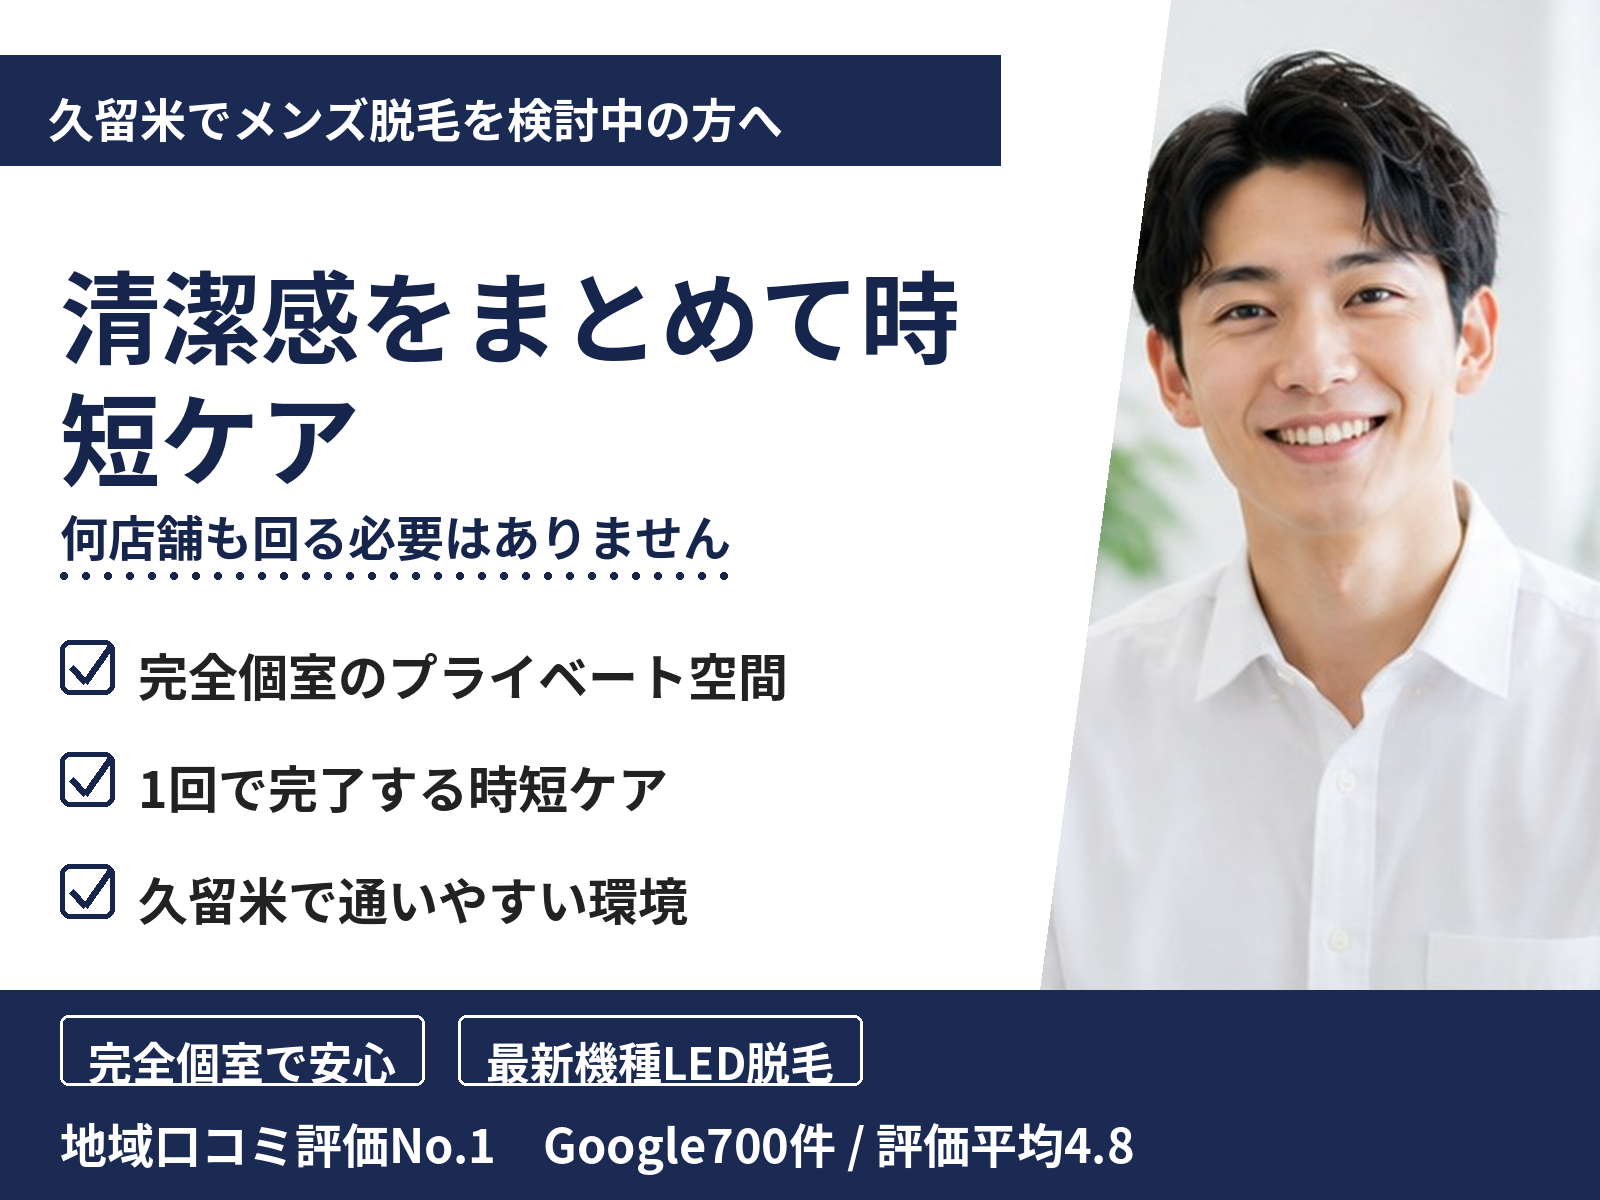 久留米でメンズ脱毛を検討中の方へ
清潔感をまとめて時
短ケア
何店舗も回る必要はありません
完全個室のプライベート空間
1回で完了する時短ケア
久留米で通いやすい環境
完全個室で安心
最新機種LED脱毛
地域口コミ評価No.1　Google700件 / 評価平均4.8